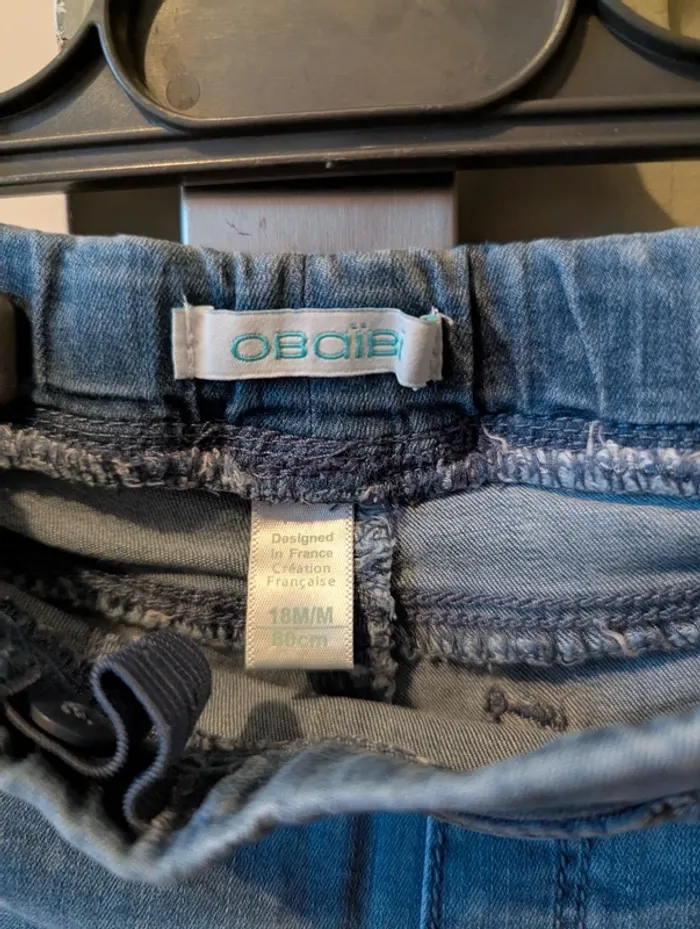 OBaïBi
Designed
in France
Création
Française
18M/M
80cm